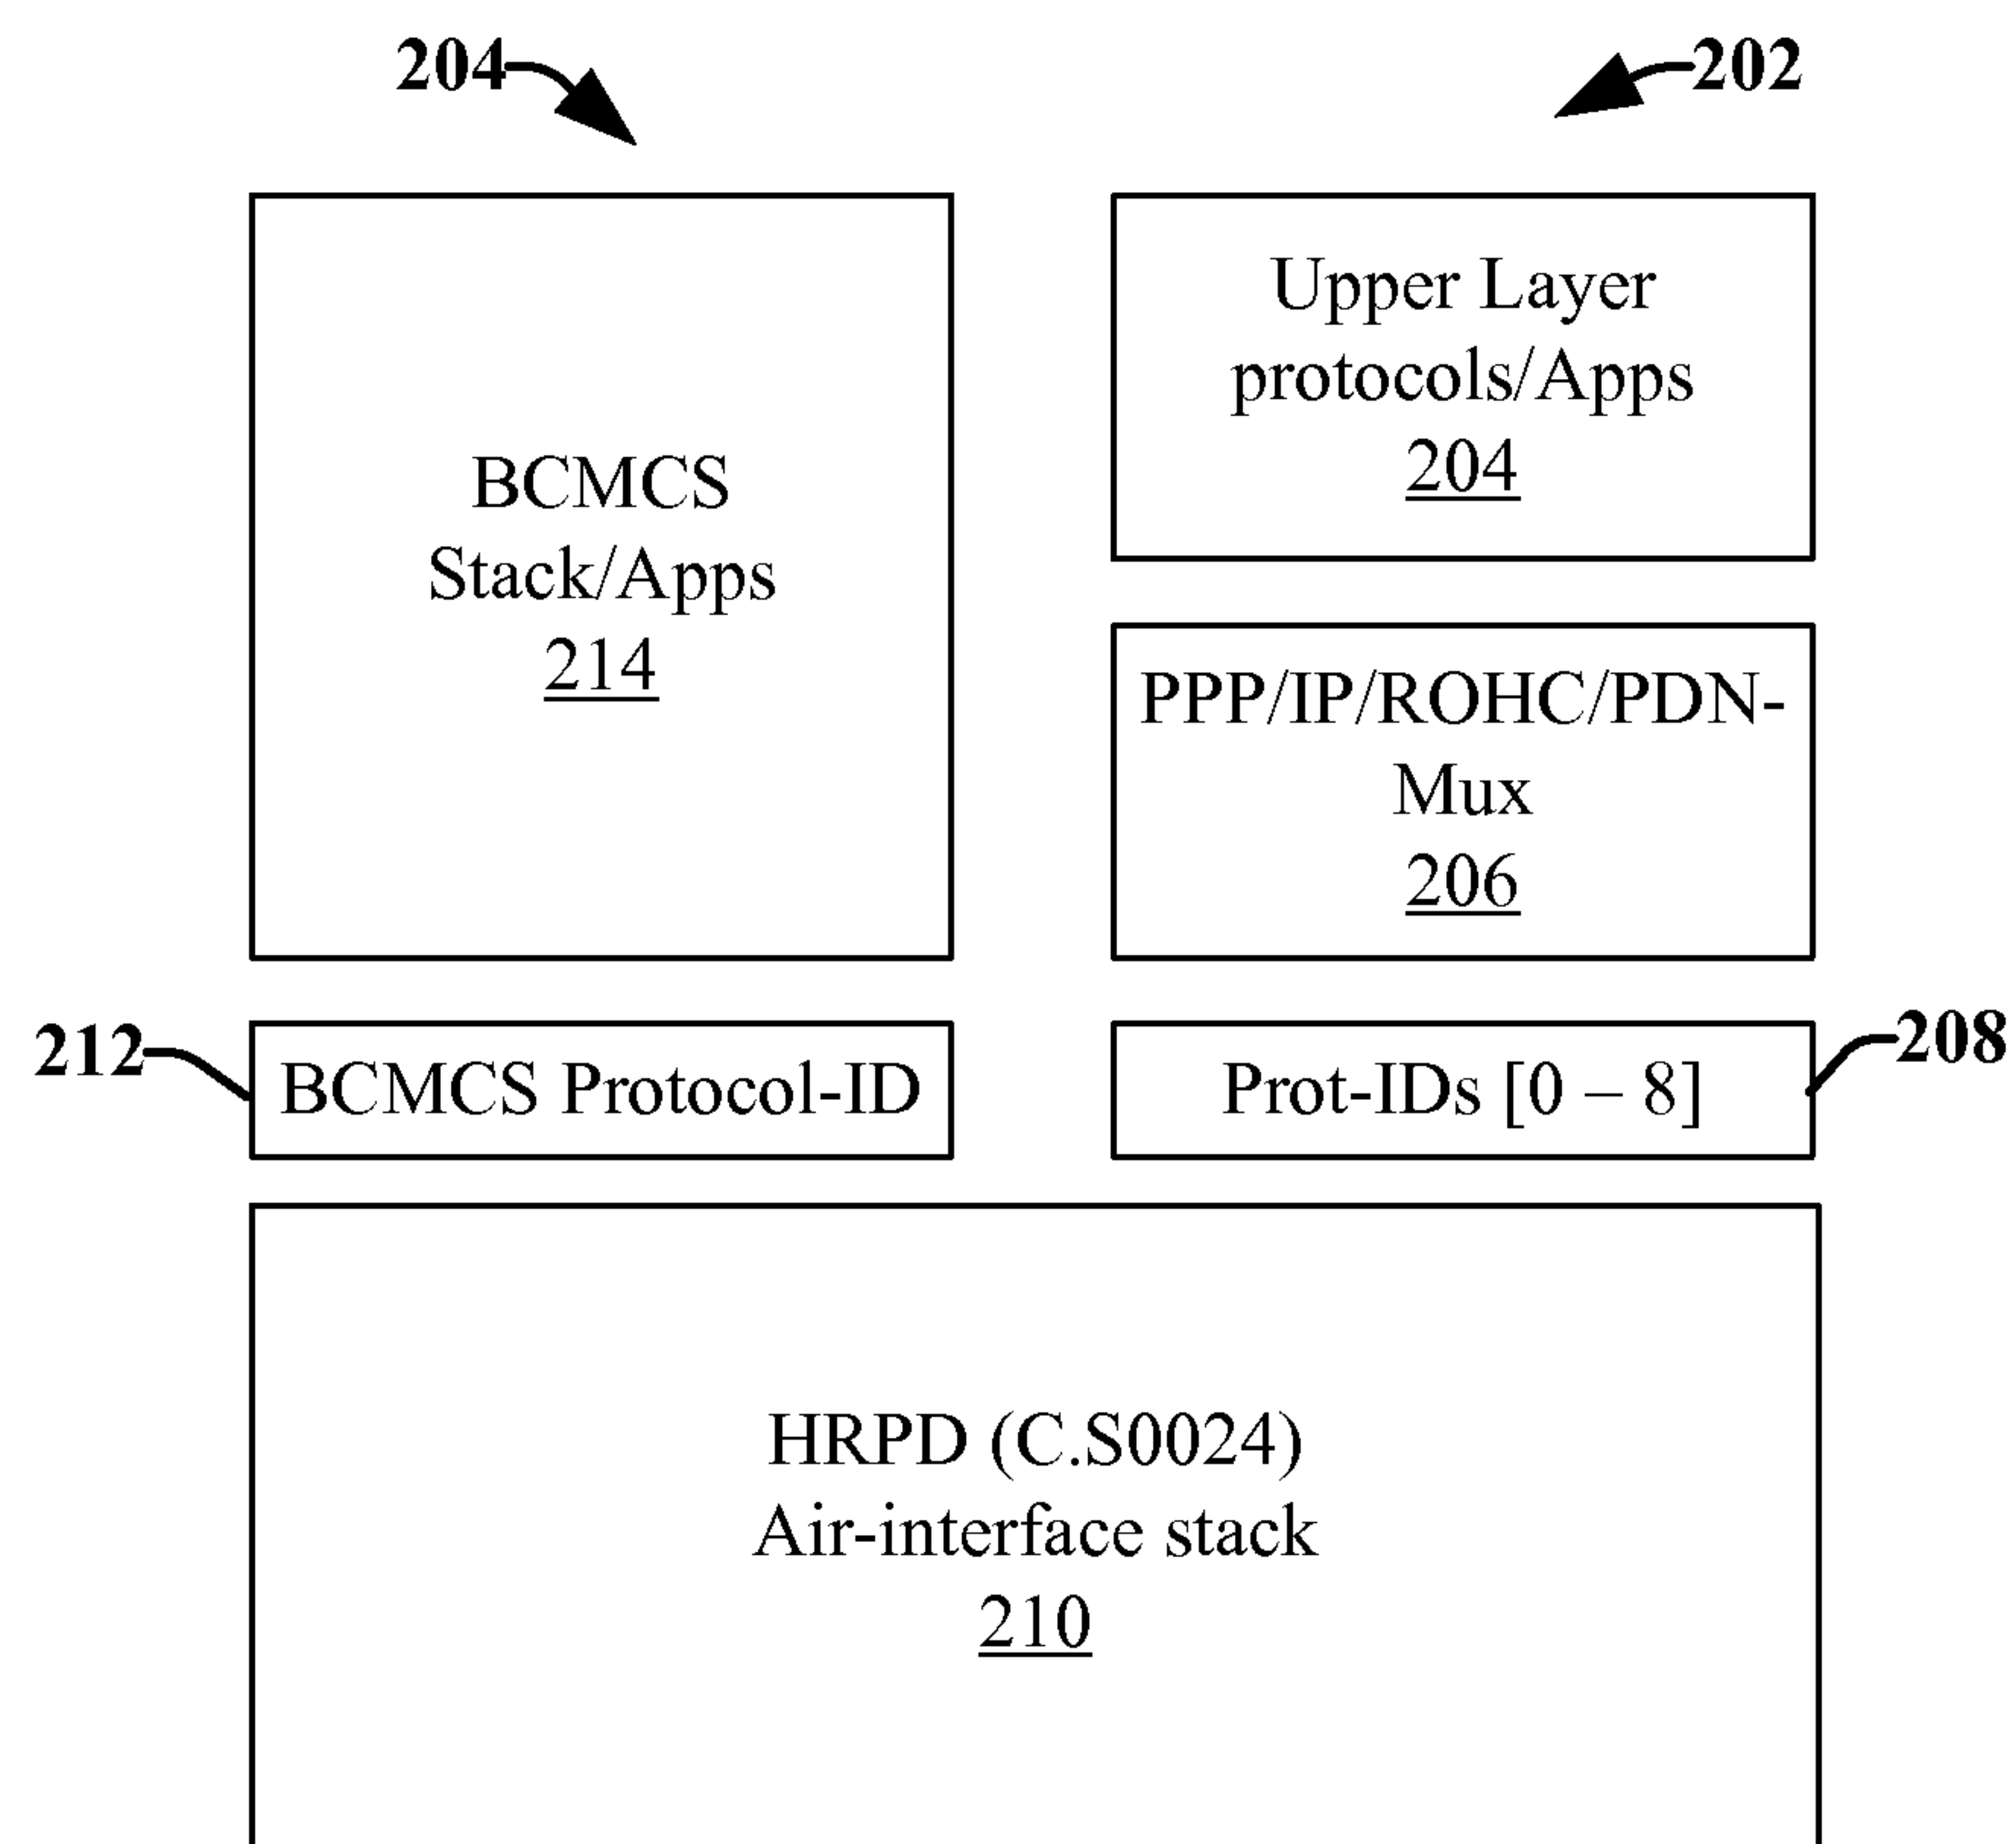 204
202
BCMCS
Stack/Apps
214
Upper Layer
protocols/Apps
204
PPP/IP/ROHC/PDN-
Mux
206
212
BCMCS Protocol-ID
Prot-IDs [0 – 8]
208
HRPD (C.S0024)
Air-interface stack
210